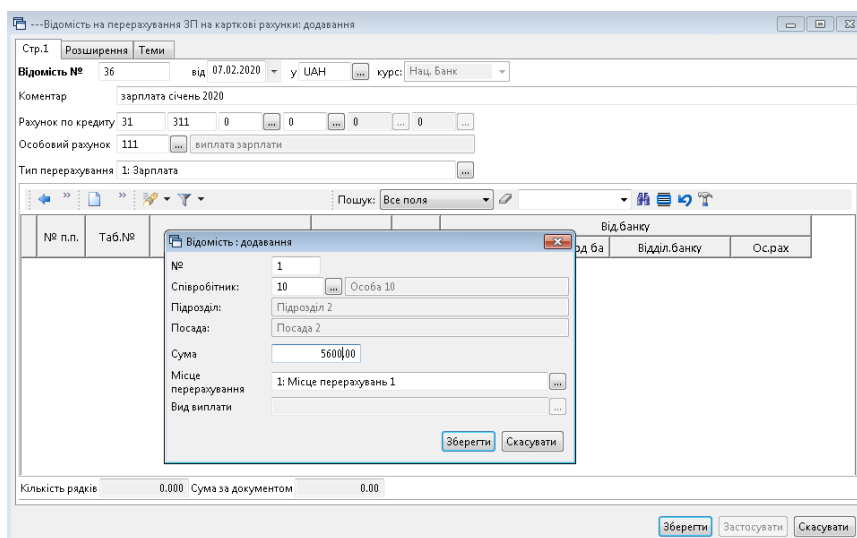 ---Відомість на перерахування ЗП на карткові рахунки: додавання
Стр.1 Розширення Теми
Відомість № 36 від 07.02.2020 у UAH ... курс: Нац. Банк
Коментар зарплата січень 2020
Рахунок по кредиту 31 311 0 ... 0 ... 0 ... 0 ...
Особовий рахунок 111 ... виплата зарплати
Тип перерахування 1: Зарплата ...
Пошук: Все поля
Від.банку
№ п.п. Таб.№ рд ба Відділ.банку Ос.рах
Відомість : додавання
№ 1
Співробітник: 10 ... Особа 10
Підрозділ: Підрозділ 2
Посада: Посада 2
Сума 5600,00
Місце
перерахування 1: Місце перерахувань 1 ...
Вид виплати ...
Зберегти Скасувати
Кількість рядків 0.000 Сума за документом 0.00
Зберегти Застосувати Скасувати